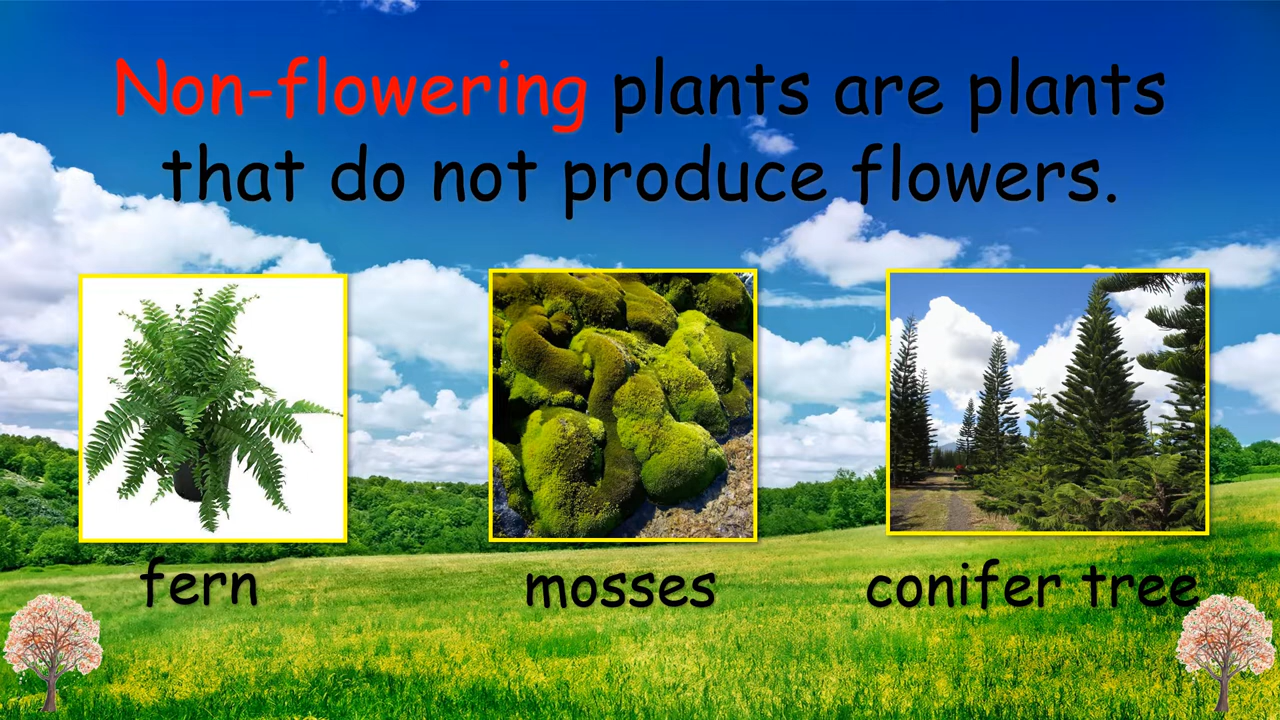 Non-flowering plants are plants
that do not produce flowers.
fern
mosses
conifer tree